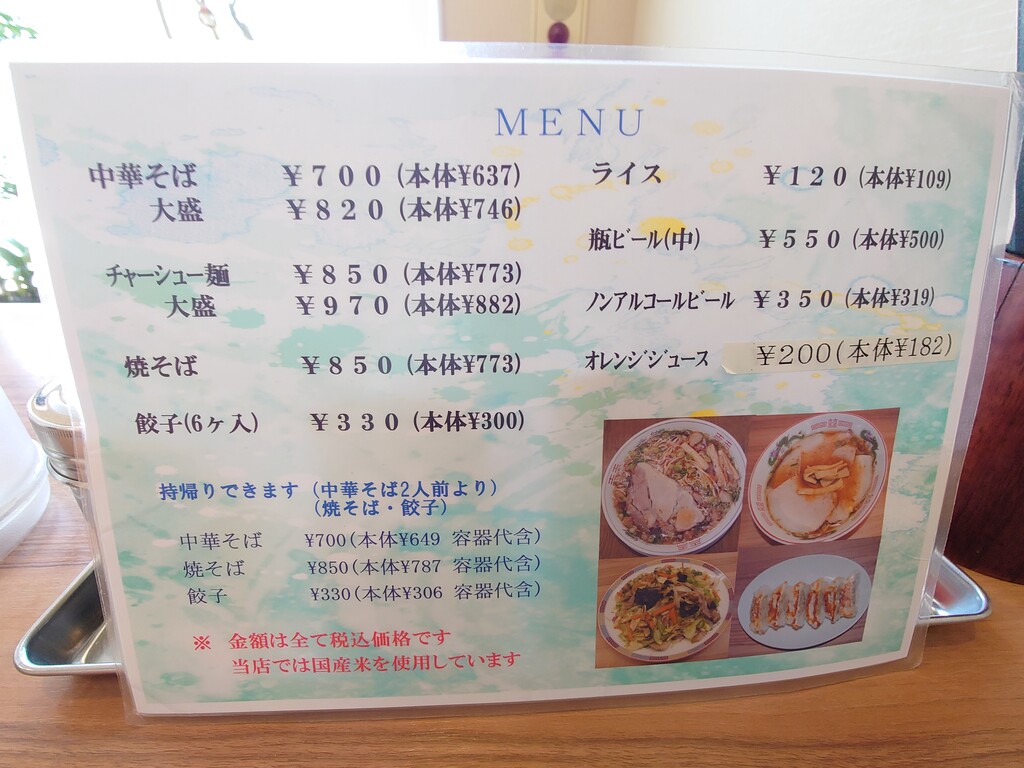 MENU
中華そば ￥７００ (本体¥637)
大盛 ￥８２０ (本体¥746)
チャーシュー麺 ￥８５０ (本体¥773)
大盛 ￥９７０ (本体¥882)
焼そば ￥８５０ (本体¥773)
餃子(6ヶ入) ￥３３０ (本体¥300)
持帰りできます (中華そば2人前より)
(焼そば・餃子)
中華そば ¥700(本体¥649 容器代含)
焼そば ¥850(本体¥787 容器代含)
餃子 ¥330(本体¥306 容器代含)
※ 金額は全て税込価格です
当店では国産米を使用しています
ライス ￥１２０ (本体¥109)
瓶ビール(中) ￥５５０ (本体¥500)
ノンアルコールビール ￥３５０ (本体¥319)
オレンジジュース ¥200(本体¥182)